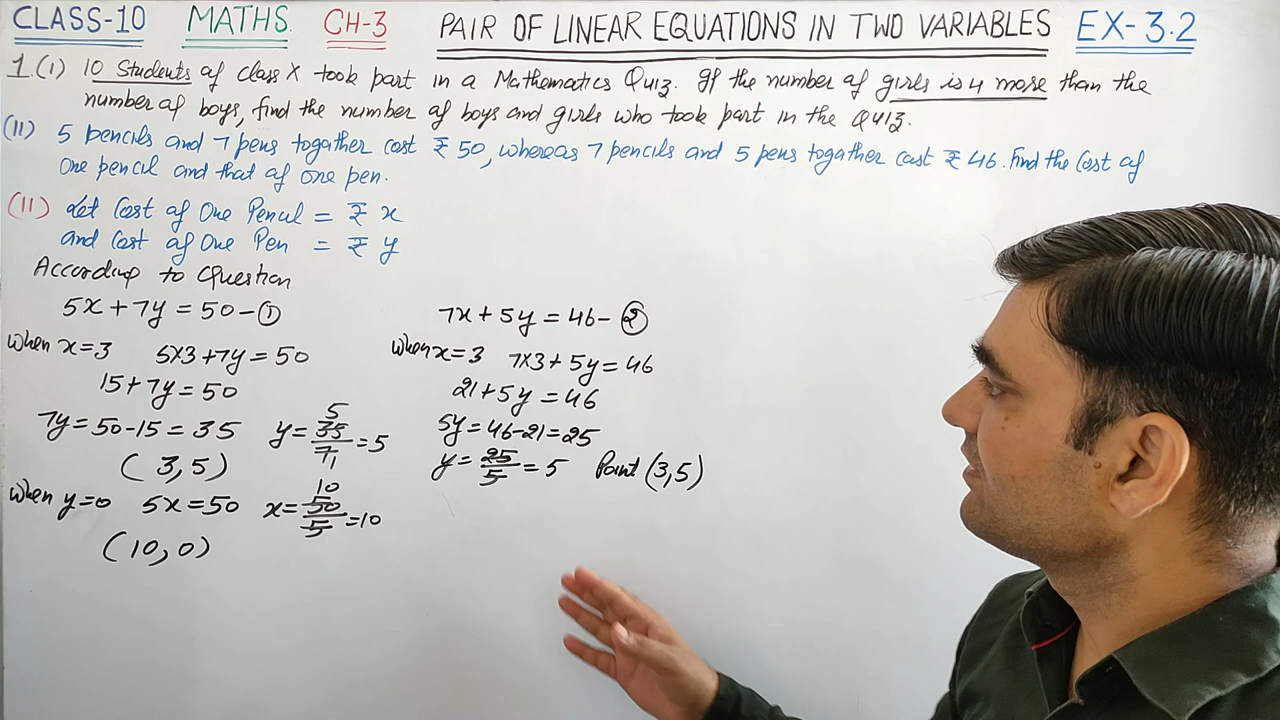 CLASS-10 MATHS CH-3 PAIR OF LINEAR EQUATIONS IN TWO VARIABLES EX-3.2
1.(I) 10 Students of class X took part in a Mathematics Quiz. If the number of girls is 4 more than the
number of boys, find the number of boys and girls who took part in the Quiz.
(II) 5 pencils and 7 pens togather cost ₹ 50, whereas 7 pencils and 5 pens togather cost ₹ 46. Find the Cost of
One pencil and that of one pen.
(II) Let Cost of One Pencil = ₹ x
and Cost of One Pen = ₹ y
According to Question
5x + 7y = 50 - ①
when x=3 5x3 + 7y = 50
15 + 7y = 50
7y = 50-15 = 35 y = 35/7 = 5
5
1
(3,5)
when y=0 5x = 50 x = 50/5 = 10
10
(10,0)
7x + 5y = 46 - ②
when x=3 7x3 + 5y = 46
21 + 5y = 46
5y = 46-21 = 25
y = 25/5 = 5 Point (3,5)